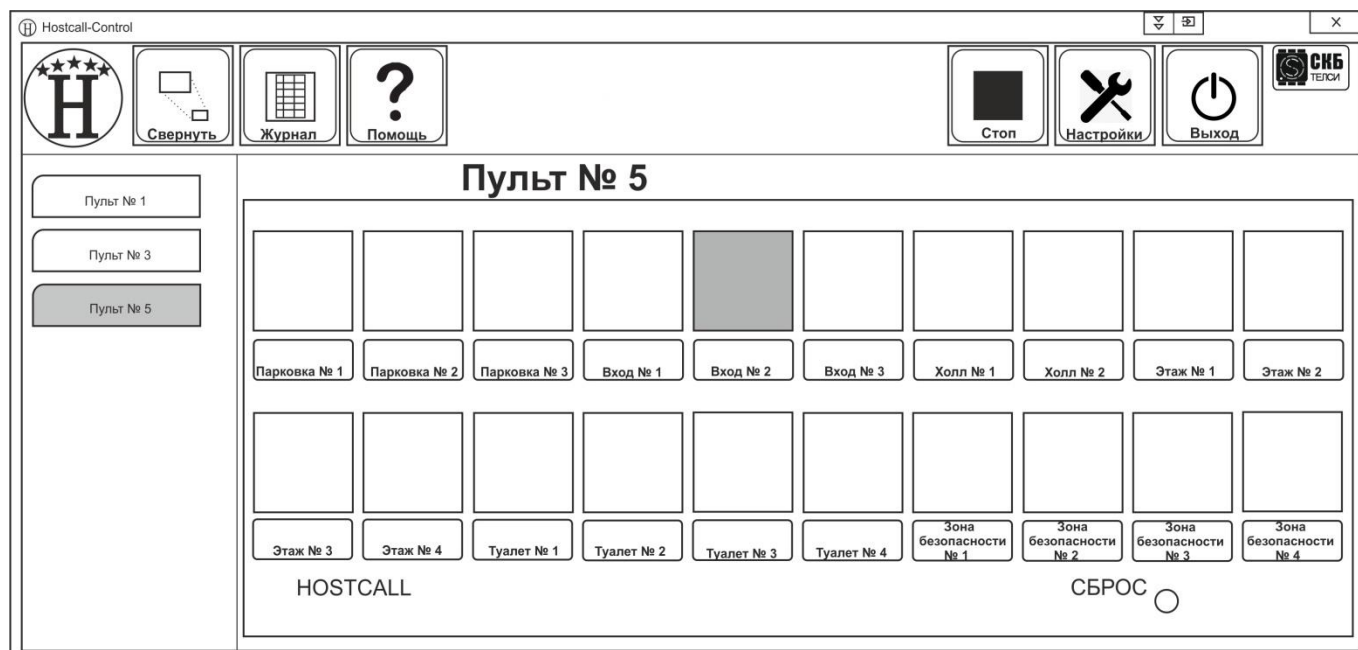 Hostcall-Control
H
Свернуть
Журнал
?
Помощь
Стоп
Настройки
Выход
S СКБ
ТЕЛСИ
Пульт № 5
Пульт № 1
Пульт № 3
Пульт № 5
Парковка № 1
Парковка № 2
Парковка № 3
Вход № 1
Вход № 2
Вход № 3
Холл № 1
Холл № 2
Этаж № 1
Этаж № 2
Этаж № 3
Этаж № 4
Туалет № 1
Туалет № 2
Туалет № 3
Туалет № 4
Зона
безопасности
№ 1
Зона
безопасности
№ 2
Зона
безопасности
№ 3
Зона
безопасности
№ 4
HOSTCALL
СБРОС